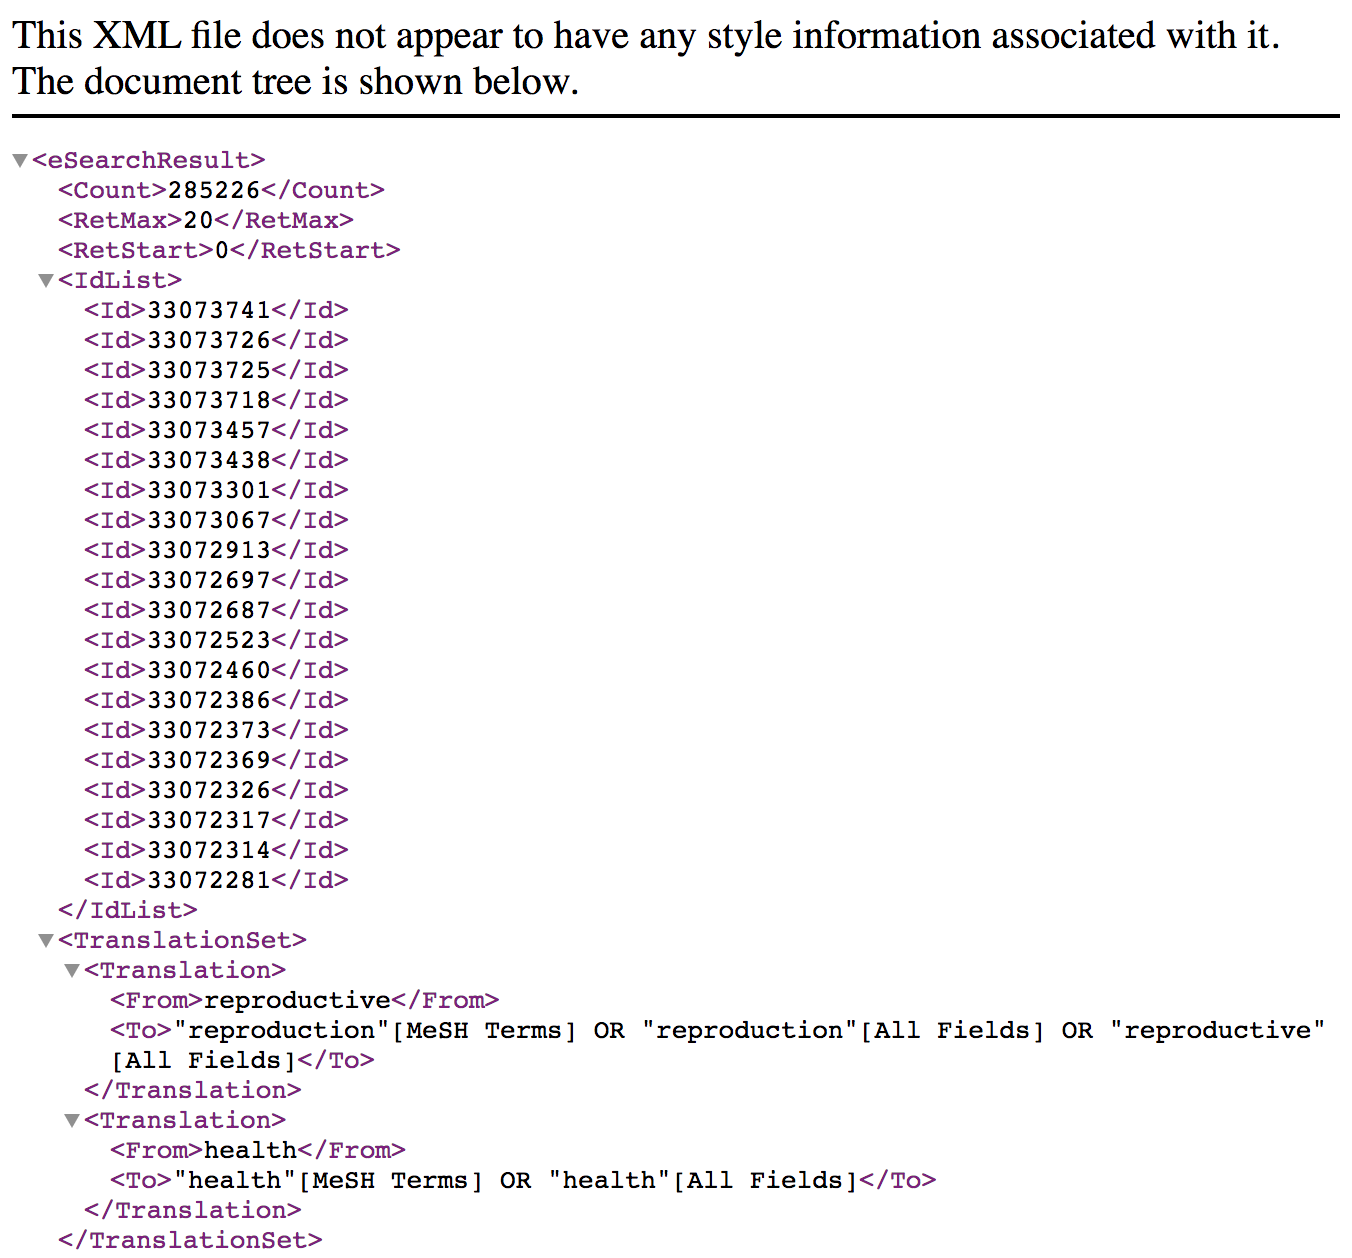 This XML file does not appear to have any style information associated with it.
The document tree is shown below.
<eSearchResult>
<Count>285226</Count>
<RetMax>20</RetMax>
<RetStart>0</RetStart>
<IdList>
<Id>33073741</Id>
<Id>33073726</Id>
<Id>33073725</Id>
<Id>33073718</Id>
<Id>33073457</Id>
<Id>33073438</Id>
<Id>33073301</Id>
<Id>33073067</Id>
<Id>33072913</Id>
<Id>33072697</Id>
<Id>33072687</Id>
<Id>33072523</Id>
<Id>33072460</Id>
<Id>33072386</Id>
<Id>33072373</Id>
<Id>33072369</Id>
<Id>33072326</Id>
<Id>33072317</Id>
<Id>33072314</Id>
<Id>33072281</Id>
</IdList>
<TranslationSet>
<Translation>
<From>reproductive</From>
<To>"reproduction"[MeSH Terms] OR "reproduction"[All Fields] OR "reproductive"
[All Fields]</To>
</Translation>
<Translation>
<From>health</From>
<To>"health"[MeSH Terms] OR "health"[All Fields]</To>
</Translation>
</TranslationSet>